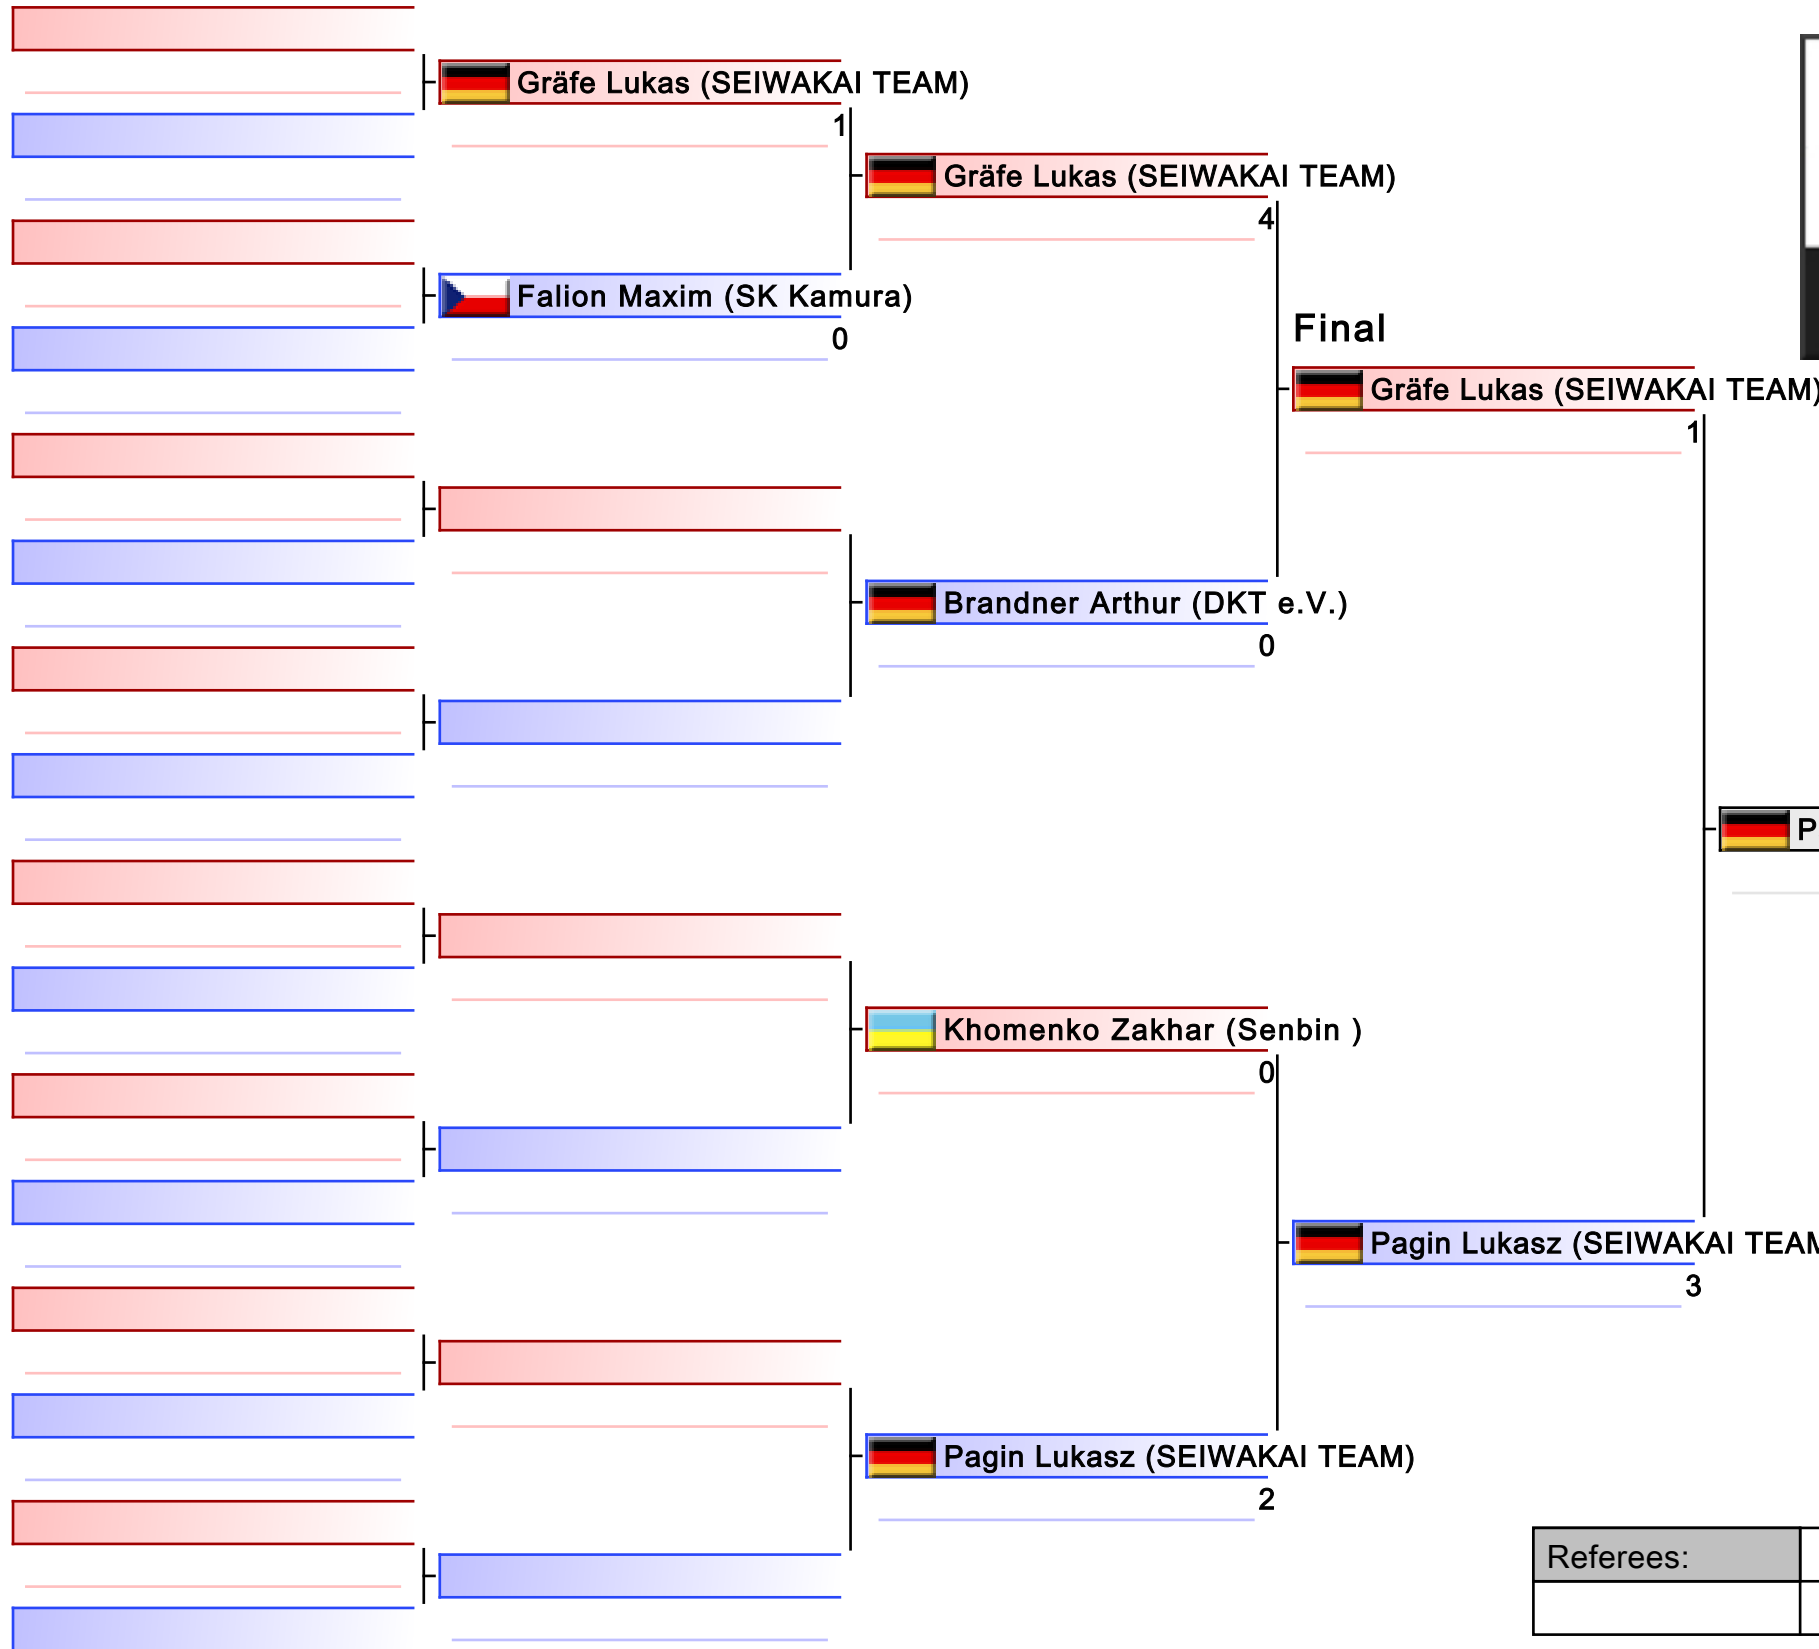 Gräfe Lukas (SEIWAKAI TEAM)
1
Gräfe Lukas (SEIWAKAI TEAM)
4
Falion Maxim (SK Kamura)
0
Final
Gräfe Lukas (SEIWAKAI TEAM)
1
Brandner Arthur (DKT e.V.)
0
P
Khomenko Zakhar (Senbin )
0
Pagin Lukasz (SEIWAKAI TEAM
3
Pagin Lukasz (SEIWAKAI TEAM)
2
Referees: